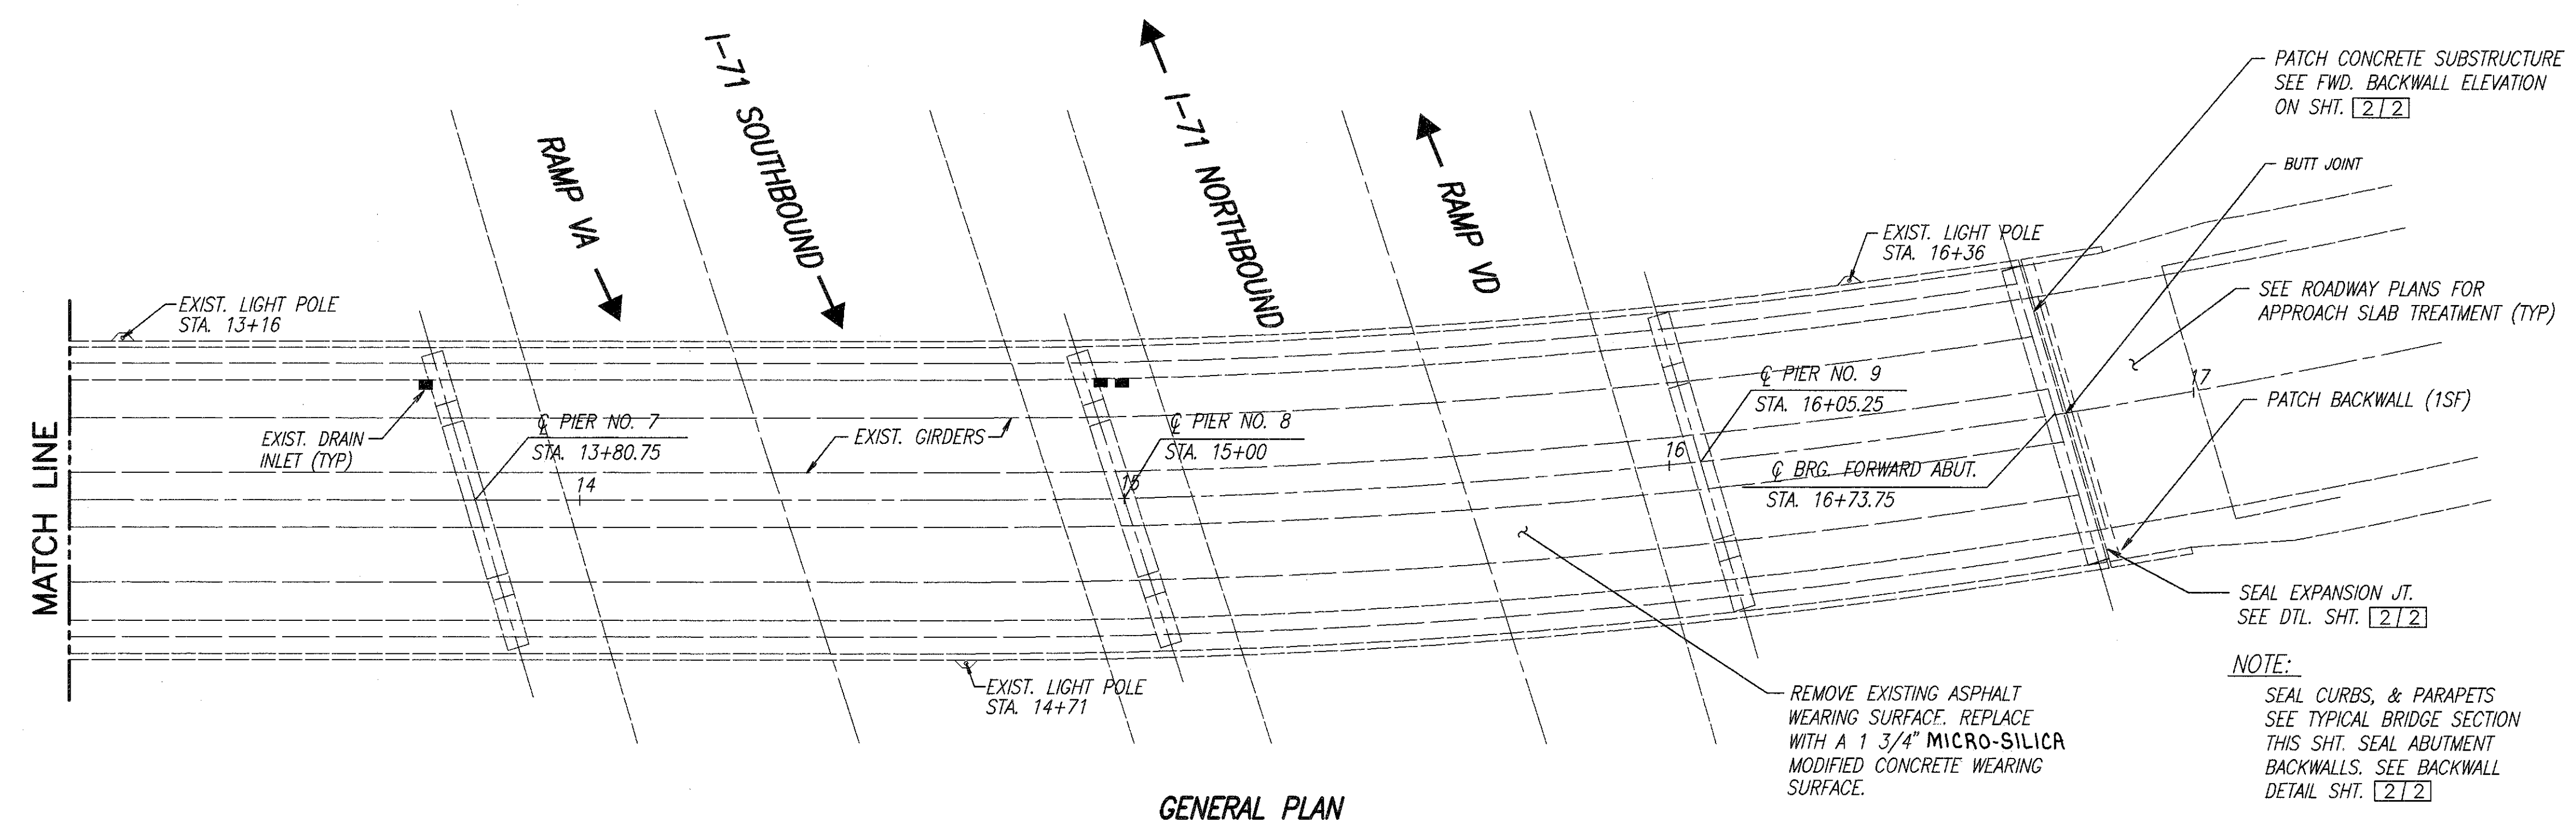 I-71 SOUTHBOUND
I-71 NORTHBOUND
RAMP VA
RAMP VD
PATCH CONCRETE SUBSTRUCTURE
SEE FWD. BACKWALL ELEVATION
ON SHT. 2/2
BUTT JOINT
EXIST. LIGHT POLE
STA. 16+36
EXIST. LIGHT POLE
STA. 13+16
SEE ROADWAY PLANS FOR
APPROACH SLAB TREATMENT (TYP)
MATCH LINE
EXIST. DRAIN
INLET (TYP)
℄ PIER NO. 7
STA. 13+80.75
EXIST. GIRDERS
℄ PIER NO. 8
STA. 15+00
℄ PIER NO. 9
STA. 16+05.25
℄ BRG. FORWARD ABUT.
STA. 16+73.75
14
15
16
17
PATCH BACKWALL (1SF)
SEAL EXPANSION JT.
SEE DTL. SHT. 2/2
EXIST. LIGHT POLE
STA. 14+71
REMOVE EXISTING ASPHALT
WEARING SURFACE. REPLACE
WITH A 1 3/4" MICRO-SILICA
MODIFIED CONCRETE WEARING
SURFACE.
NOTE:
SEAL CURBS, & PARAPETS
SEE TYPICAL BRIDGE SECTION
THIS SHT. SEAL ABUTMENT
BACKWALLS. SEE BACKWALL
DETAIL SHT. 2/2
GENERAL PLAN